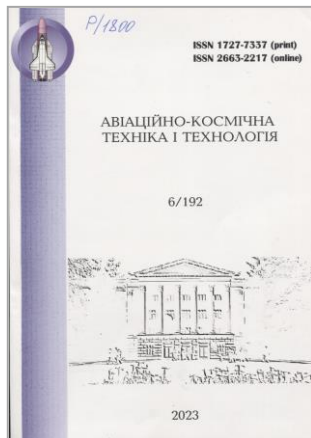 Р/1800
ISSN 1727-7337 (print)
ISSN 2663-2217 (online)
АВІАЦІЙНО-КОСМІЧНА
ТЕХНІКА І ТЕХНОЛОГІЯ
6/192
2023